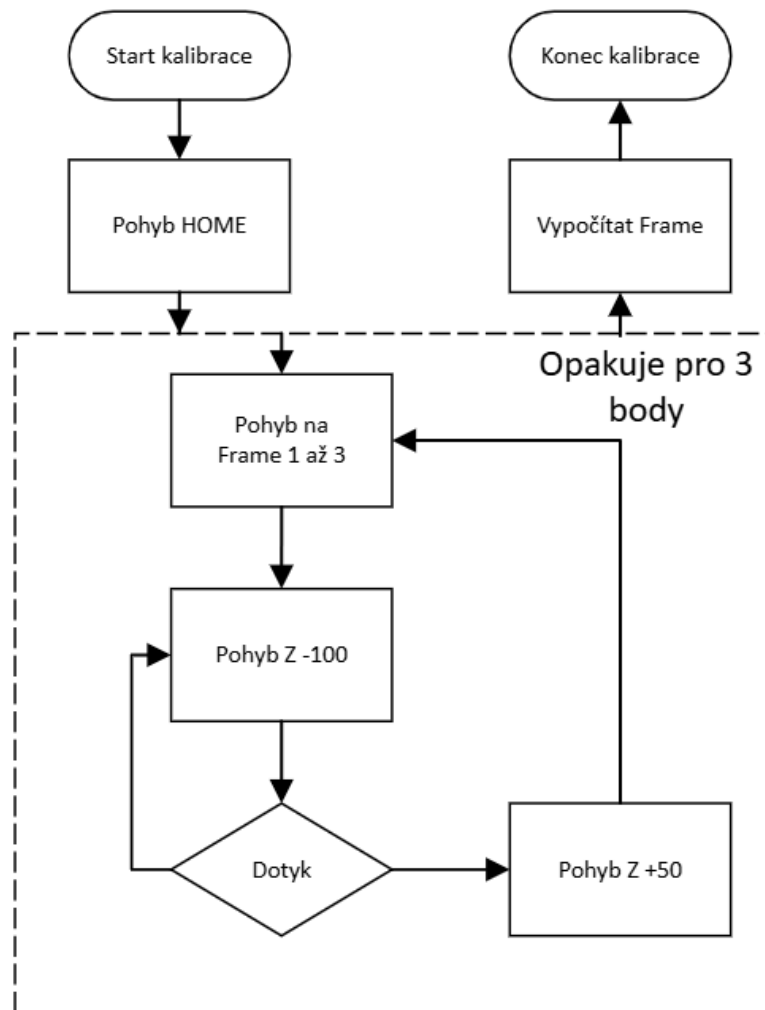 Start kalibrace
Konec kalibrace
Pohyb HOME
Vypočítat Frame
Opakuje pro 3
body
Pohyb na
Frame 1 až 3
Pohyb Z -100
Dotyk
Pohyb Z +50